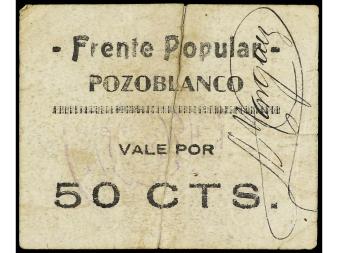 - Frente Popular -
POZOBLANCO
VALE POR
50 CTS.